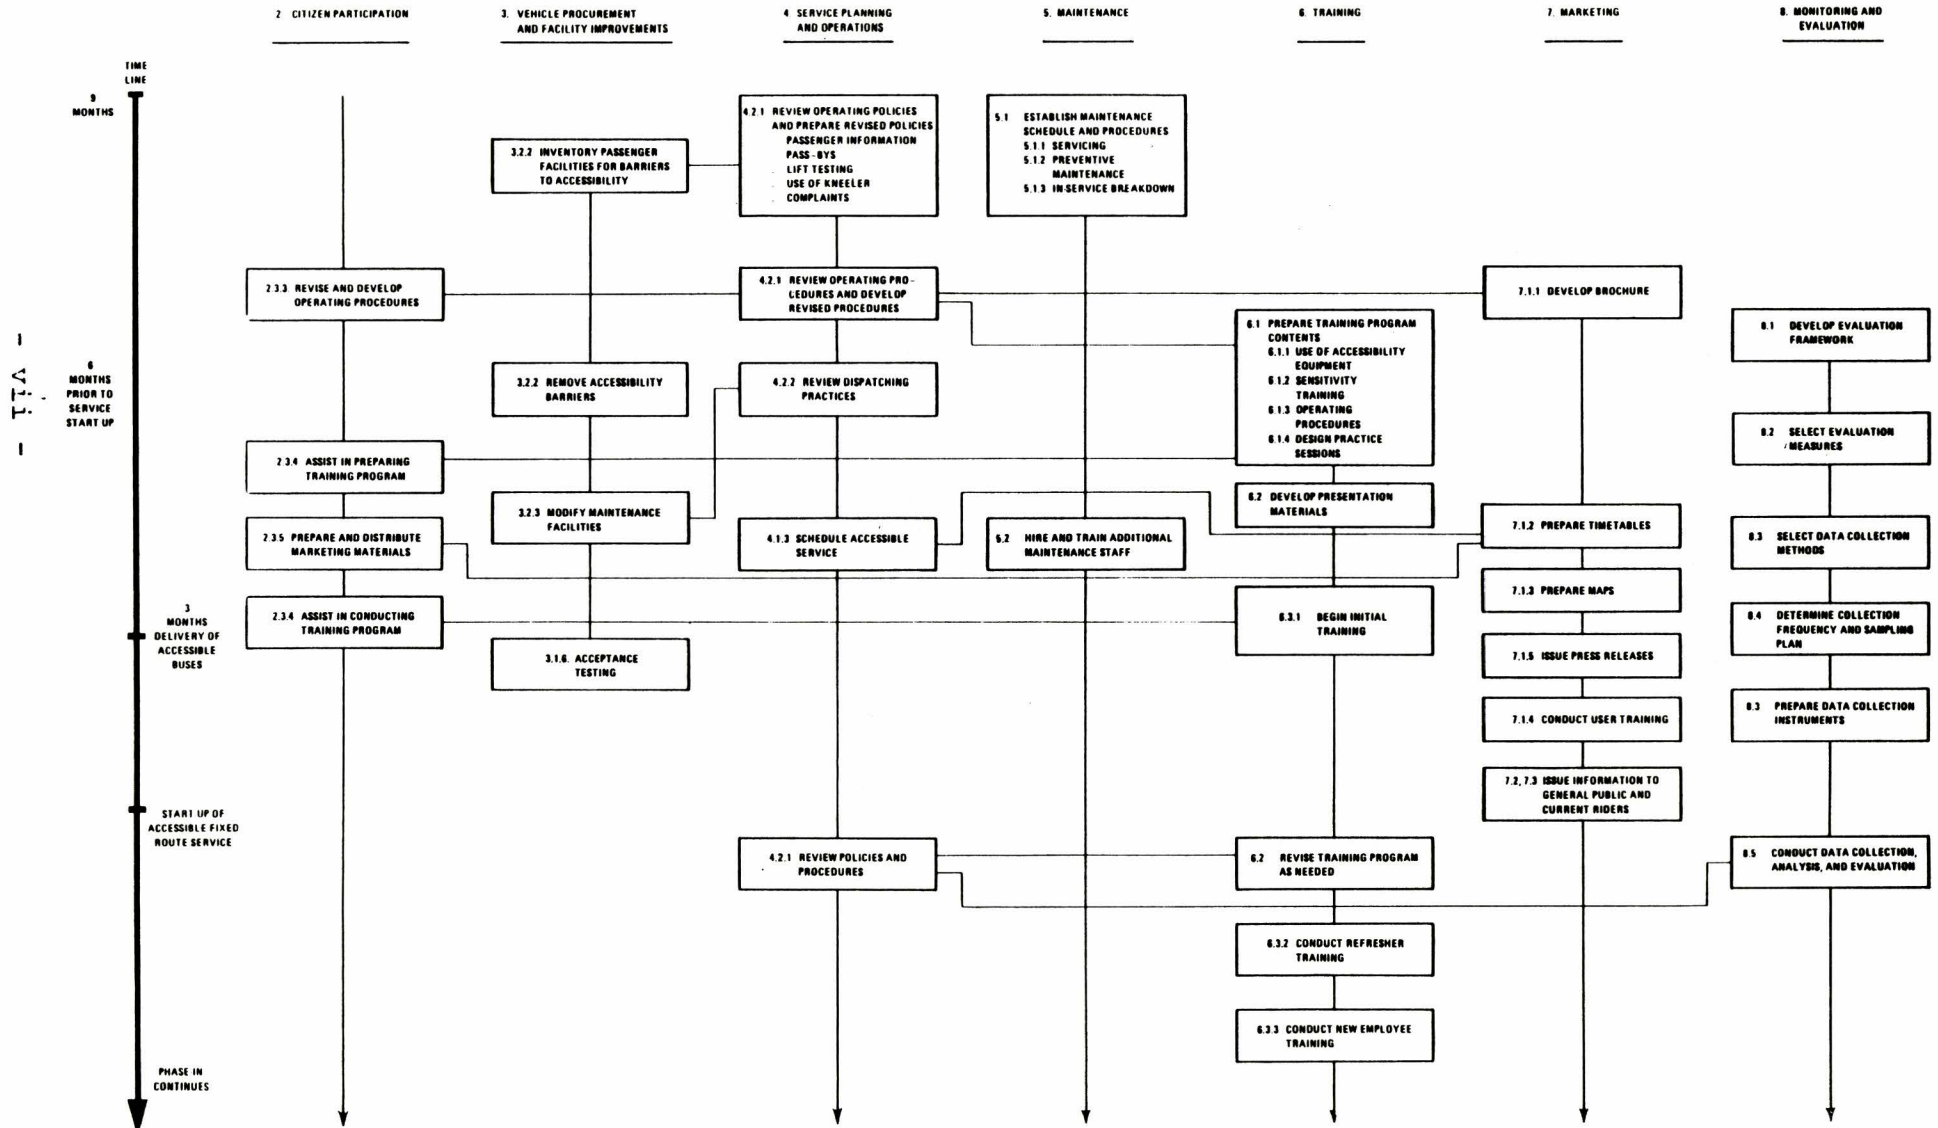 2 CITIZEN PARTICIPATION
3. VEHICLE PROCUREMENT
AND FACILITY IMPROVEMENTS
4. SERVICE PLANNING
AND OPERATIONS
5. MAINTENANCE
6. TRAINING
7. MARKETING
8. MONITORING AND
EVALUATION
TIME
LINE
9
MONTHS
6
MONTHS
PRIOR TO
SERVICE
START UP
3
MONTHS
DELIVERY OF
ACCESSIBLE
BUSES
START UP OF
ACCESSIBLE FIXED
ROUTE SERVICE
PHASE IN
CONTINUES
- vii -
2.3.3 REVISE AND DEVELOP
OPERATING PROCEDURES
2.3.4 ASSIST IN PREPARING
TRAINING PROGRAM
2.3.5 PREPARE AND DISTRIBUTE
MARKETING MATERIALS
2.3.4 ASSIST IN CONDUCTING
TRAINING PROGRAM
3.2.2 INVENTORY PASSENGER
FACILITIES FOR BARRIERS
TO ACCESSIBILITY
3.2.2 REMOVE ACCESSIBILITY
BARRIERS
3.2.3 MODIFY MAINTENANCE
FACILITIES
3.1.6. ACCEPTANCE
TESTING
4.2.1 REVIEW OPERATING POLICIES
AND PREPARE REVISED POLICIES
PASSENGER INFORMATION
PASS-BYS
LIFT TESTING
USE OF KNEELER
COMPLAINTS
4.2.1 REVIEW OPERATING PRO-
CEDURES AND DEVELOP
REVISED PROCEDURES
4.2.2 REVIEW DISPATCHING
PRACTICES
4.1.3 SCHEDULE ACCESSIBLE
SERVICE
4.2.1 REVIEW POLICIES AND
PROCEDURES
5.1 ESTABLISH MAINTENANCE
SCHEDULE AND PROCEDURES
5.1.1 SERVICING
5.1.2 PREVENTIVE
MAINTENANCE
5.1.3 IN-SERVICE BREAKDOWN
5.2 HIRE AND TRAIN ADDITIONAL
MAINTENANCE STAFF
6.1 PREPARE TRAINING PROGRAM
CONTENTS
6.1.1 USE OF ACCESSIBILITY
EQUIPMENT
6.1.2 SENSITIVITY
TRAINING
6.1.3 OPERATING
PROCEDURES
6.1.4 DESIGN PRACTICE
SESSIONS
6.2 DEVELOP PRESENTATION
MATERIALS
6.3.1 BEGIN INITIAL
TRAINING
6.2 REVISE TRAINING PROGRAM
AS NEEDED
6.3.2 CONDUCT REFRESHER
TRAINING
6.3.3 CONDUCT NEW EMPLOYEE
TRAINING
7.1.1 DEVELOP BROCHURE
7.1.2 PREPARE TIMETABLES
7.1.3 PREPARE MAPS
7.1.5 ISSUE PRESS RELEASES
7.1.4 CONDUCT USER TRAINING
7.2, 7.3 ISSUE INFORMATION TO
GENERAL PUBLIC AND
CURRENT RIDERS
8.1 DEVELOP EVALUATION
FRAMEWORK
8.2 SELECT EVALUATION
MEASURES
8.3 SELECT DATA COLLECTION
METHODS
8.4 DETERMINE COLLECTION
FREQUENCY AND SAMPLING
PLAN
8.3 PREPARE DATA COLLECTION
INSTRUMENTS
8.5 CONDUCT DATA COLLECTION,
ANALYSIS, AND EVALUATION